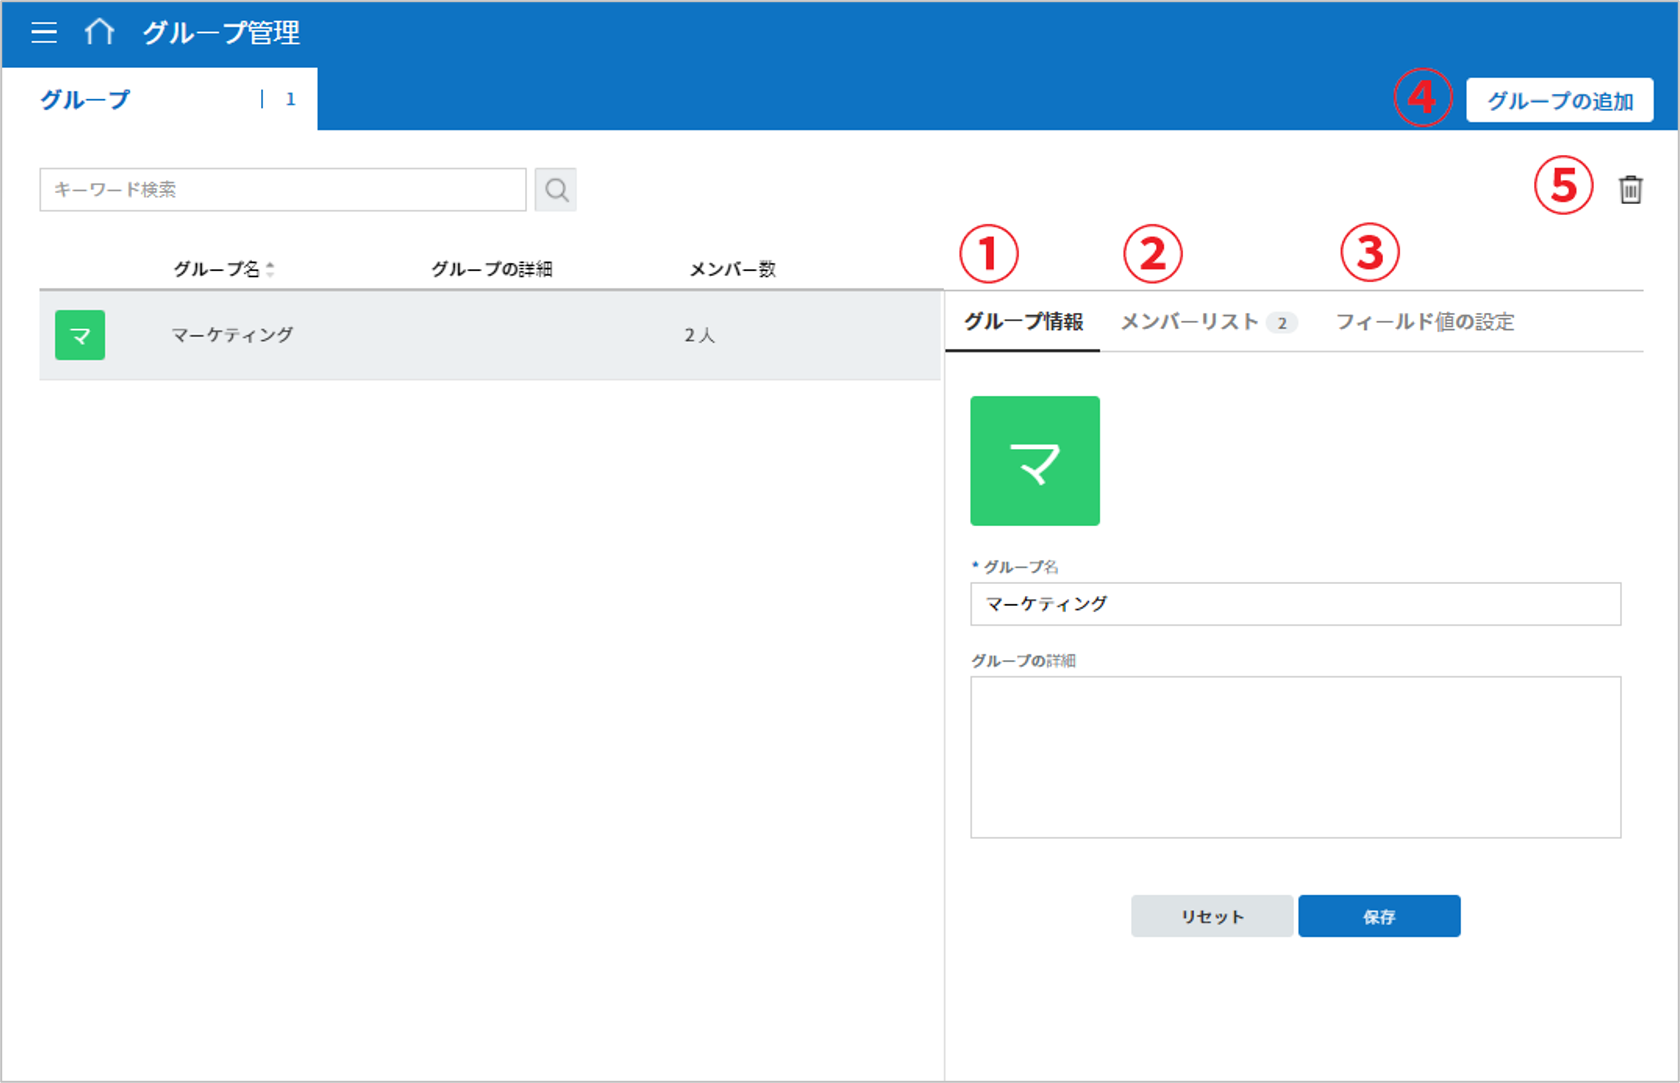 グループ管理
グループ | 1
④ グループの追加
キーワード検索
⑤
① ② ③
グループ名 グループの詳細 メンバー数
マ マーケティング 2 人
グループ情報 メンバーリスト 2 フィールド値の設定
マ
* グループ名
マーケティング
グループの詳細
リセット 保存